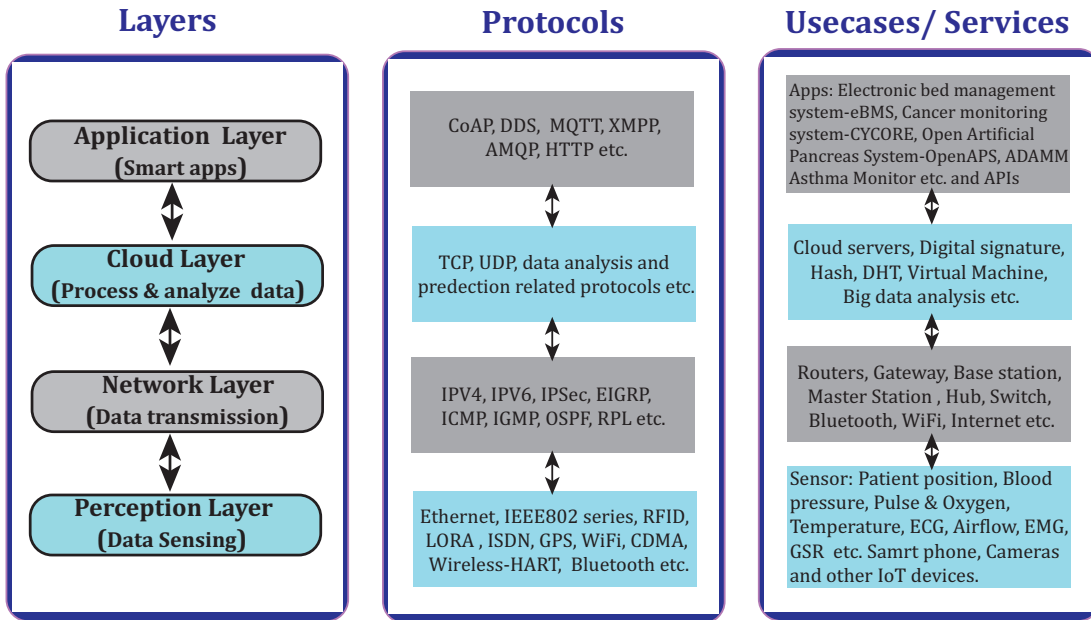 Layers
Application Layer
(Smart apps)
Cloud Layer
(Process & analyze data)
Network Layer
(Data transmission)
Perception Layer
(Data Sensing)
Protocols
CoAP, DDS, MQTT, XMPP,
AMQP, HTTP etc.
TCP, UDP, data analysis and
predection related protocols etc.
IPV4, IPV6, IPSec, EIGRP,
ICMP, IGMP, OSPF, RPL etc.
Ethernet, IEEE802 series, RFID,
LORA , ISDN, GPS, WiFi, CDMA,
Wireless-HART, Bluetooth etc.
Usecases/ Services
Apps: Electronic bed management
system-eBMS, Cancer monitoring
system-CYCORE, Open Artificial
Pancreas System-OpenAPS, ADAMM
Asthma Monitor etc. and APIs
Cloud servers, Digital signature,
Hash, DHT, Virtual Machine,
Big data analysis etc.
Routers, Gateway, Base station,
Master Station , Hub, Switch,
Bluetooth, WiFi, Internet etc.
Sensor: Patient position, Blood
pressure, Pulse & Oxygen,
Temperature, ECG, Airflow, EMG,
GSR etc. Samrt phone, Cameras
and other IoT devices.